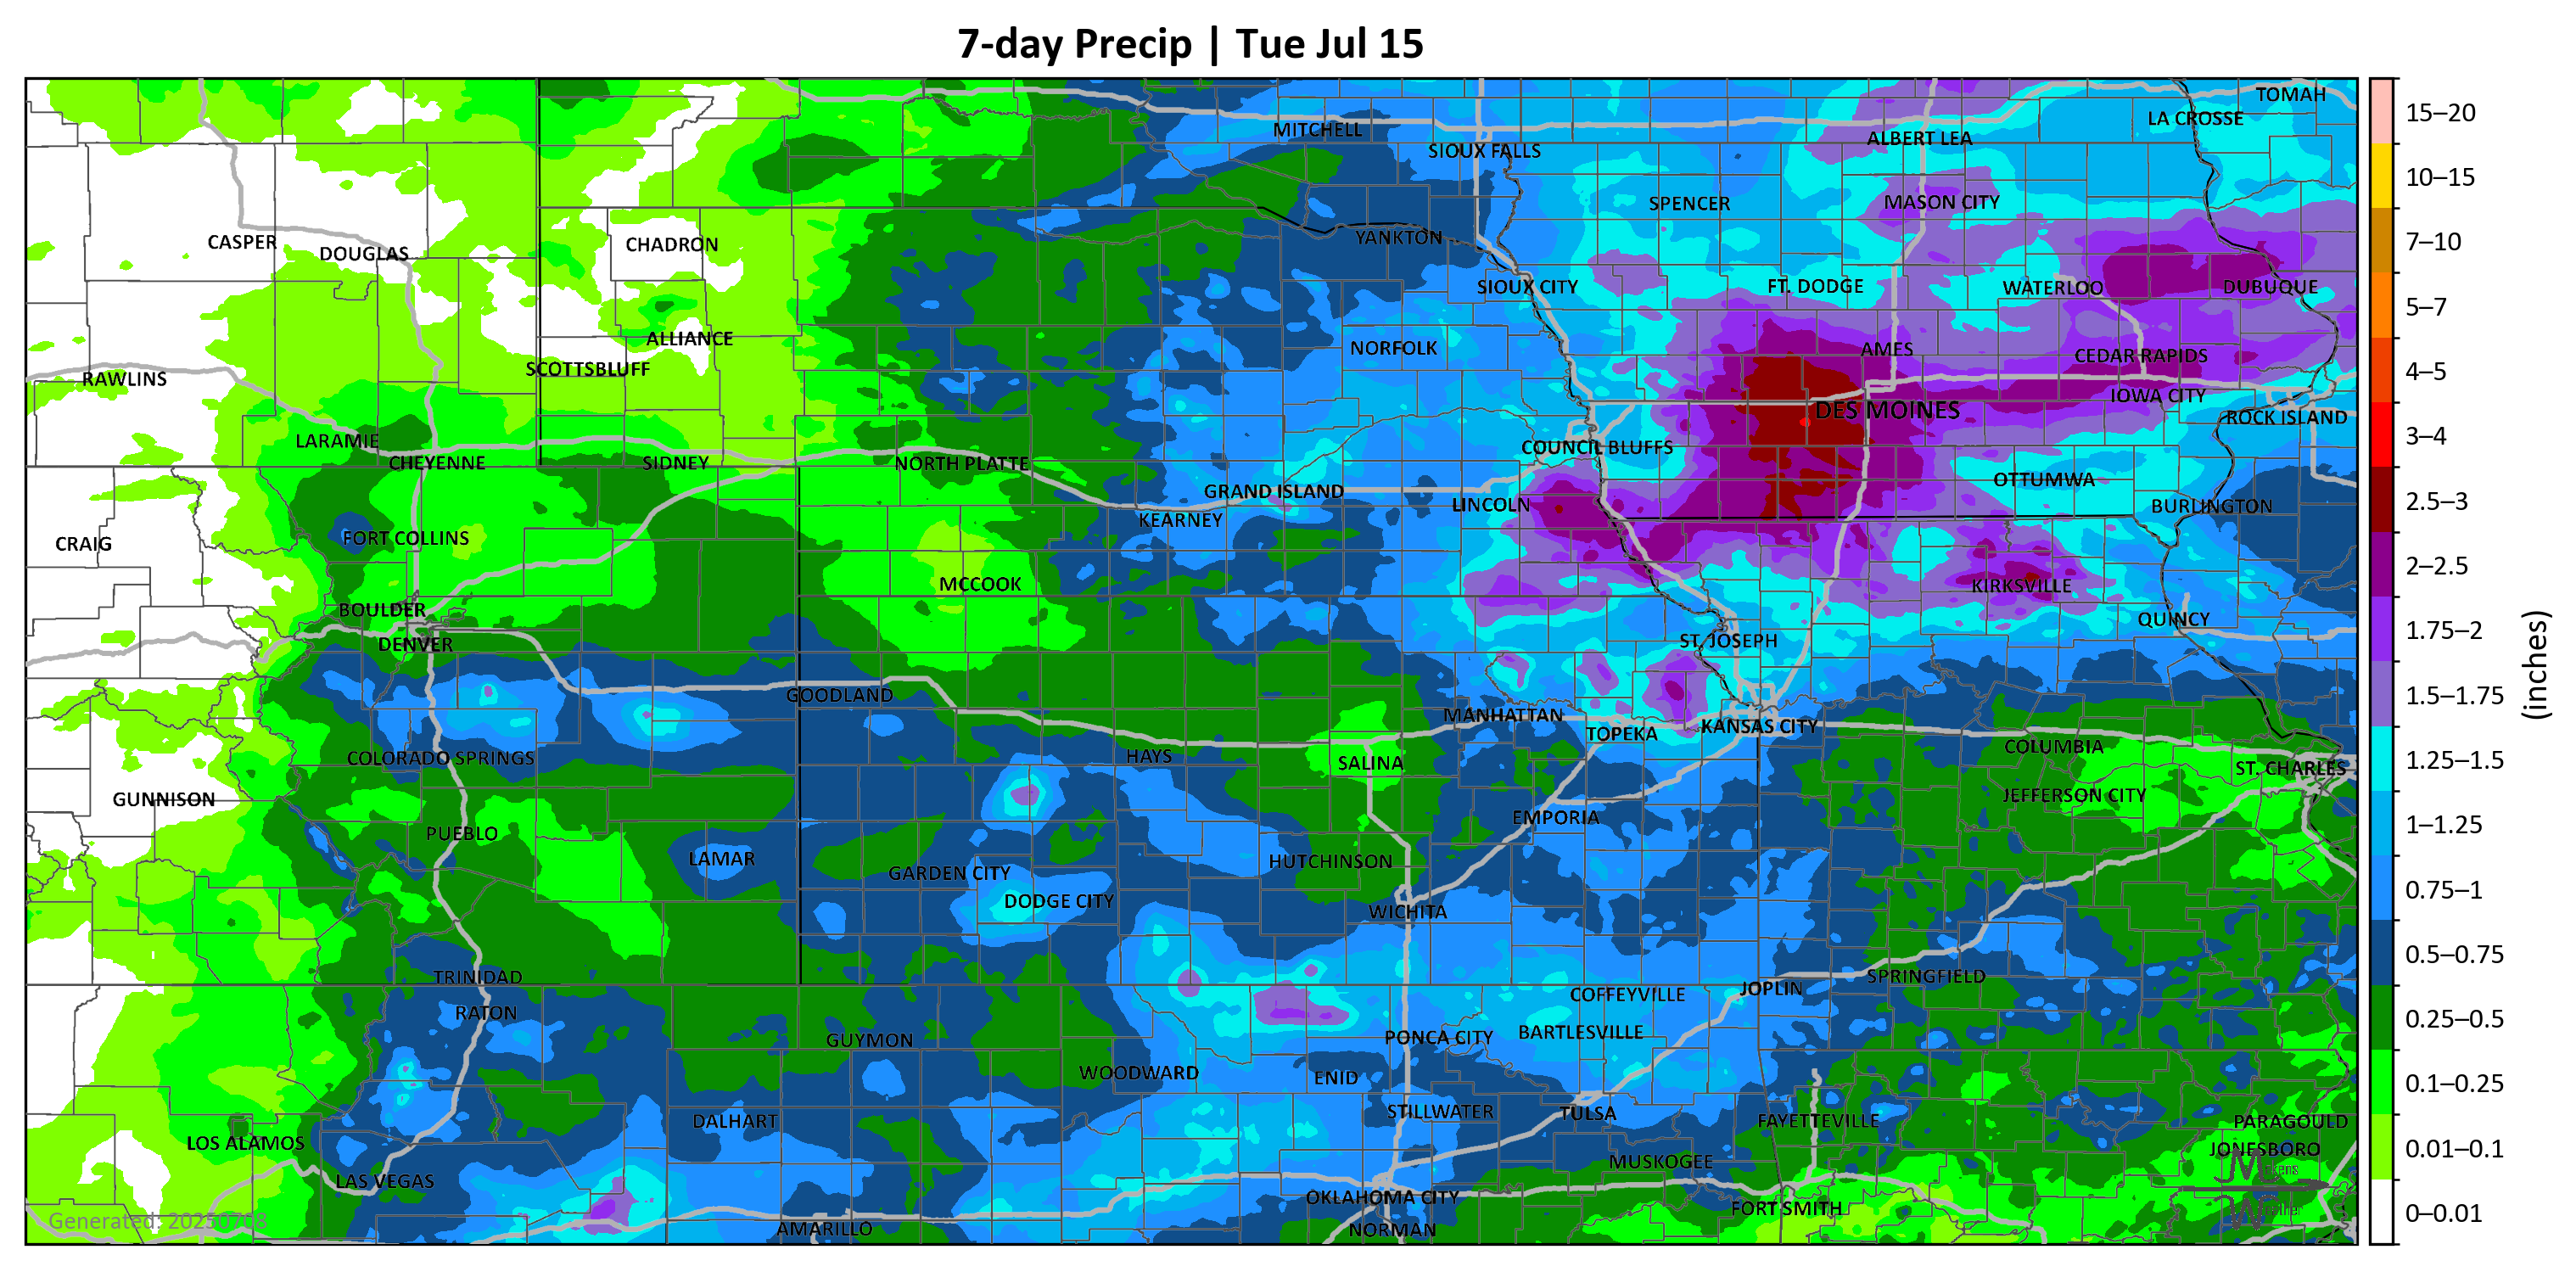 7-day Precip | Tue Jul 15
TOMAH
LA CROSSE
MITCHELL
ALBERT LEA
SIOUX FALLS
SPENCER
MASON CITY
CASPER
DOUGLAS
CHADRON
YANKTON
SIOUX CITY
FT. DODGE
WATERLOO
DUBUQUE
ALLIANCE
NORFOLK
AMES
CEDAR RAPIDS
SCOTTSBLUFF
RAWLINS
IOWA CITY
DES MOINES
ROCK ISLAND
LARAMIE
COUNCIL BLUFFS
CHEYENNE
SIDNEY
NORTH PLATTE
OTTUMWA
GRAND ISLAND
LINCOLN
BURLINGTON
KEARNEY
FORT COLLINS
CRAIG
MCCOOK
KIRKSVILLE
BOULDER
QUINCY
DENVER
ST. JOSEPH
GOODLAND
MANHATTAN
KANSAS CITY
TOPEKA
COLUMBIA
COLORADO SPRINGS
HAYS
SALINA
ST. CHARLES
GUNNISON
JEFFERSON CITY
EMPORIA
PUEBLO
LAMAR
HUTCHINSON
GARDEN CITY
DODGE CITY
WICHITA
TRINIDAD
SPRINGFIELD
JOPLIN
COFFEYVILLE
RATON
BARTLESVILLE
PONCA CITY
GUYMON
WOODWARD
ENID
STILLWATER
TULSA
DALHART
FAYETTEVILLE
PARAGOULD
LOS ALAMOS
JONESBORO
MUSKOGEE
LAS VEGAS
OKLAHOMA CITY
FORT SMITH
AMARILLO
NORMAN
Generated: 20250708
15–20
10–15
7–10
5–7
4–5
3–4
2.5–3
2–2.5
1.75–2
1.5–1.75
1.25–1.5
1–1.25
0.75–1
0.5–0.75
0.25–0.5
0.1–0.25
0.01–0.1
0–0.01
(inches)